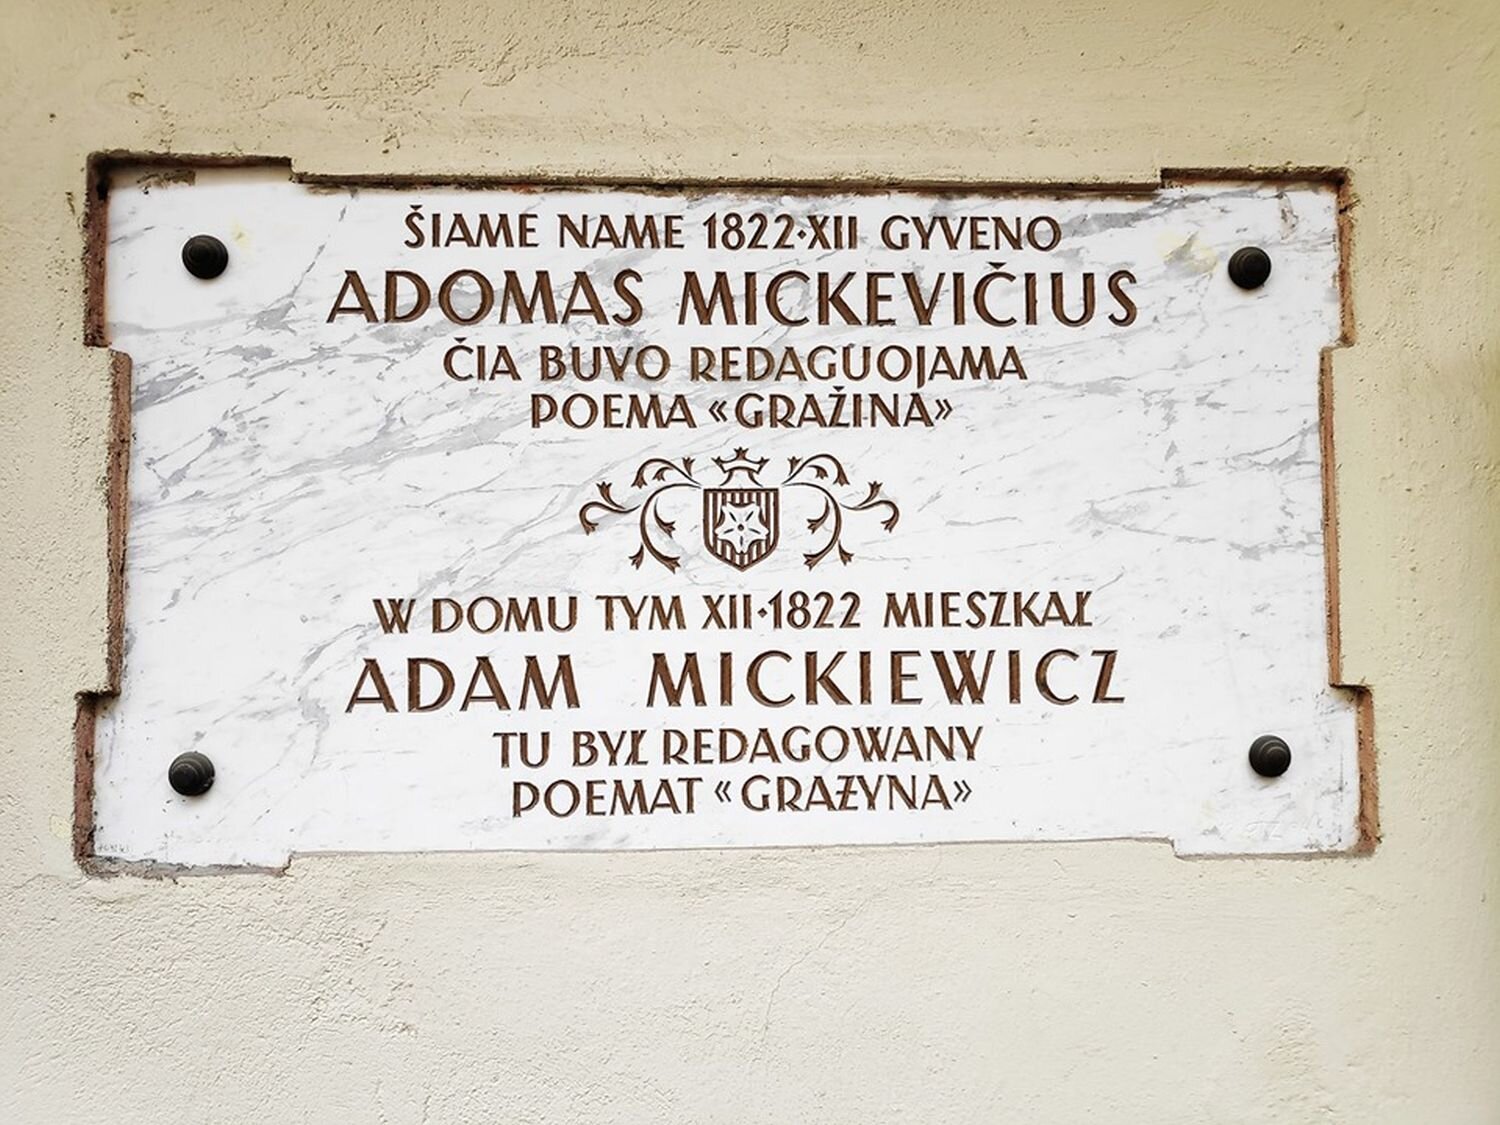 ŠIAME NAME 1822·XII GYVENO
ADOMAS MICKEVIČIUS
ČIA BUVO REDAGUOJAMA
POEMA «GRAŽINA»
W DOMU TYM XII·1822 MIESZKAŁ
ADAM MICKIEWICZ
TU BYŁ REDAGOWANY
POEMAT «GRAŻYNA»